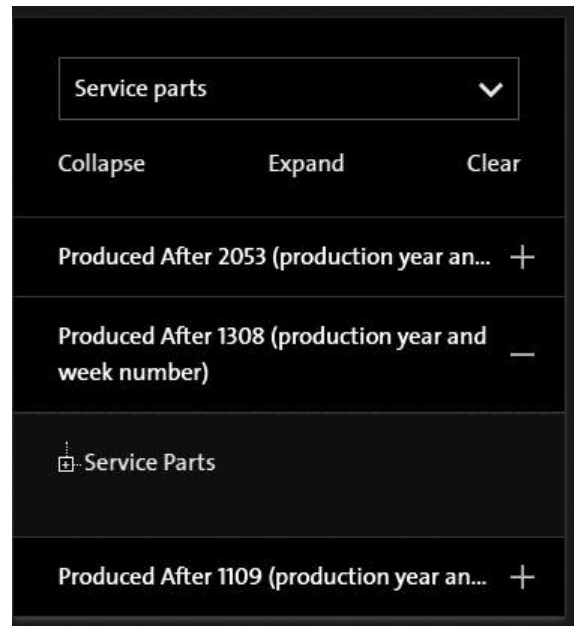 Service parts
Collapse Expand Clear
Produced After 2053 (production year an...
Produced After 1308 (production year and
week number)
Service Parts
Produced After 1109 (production year an...